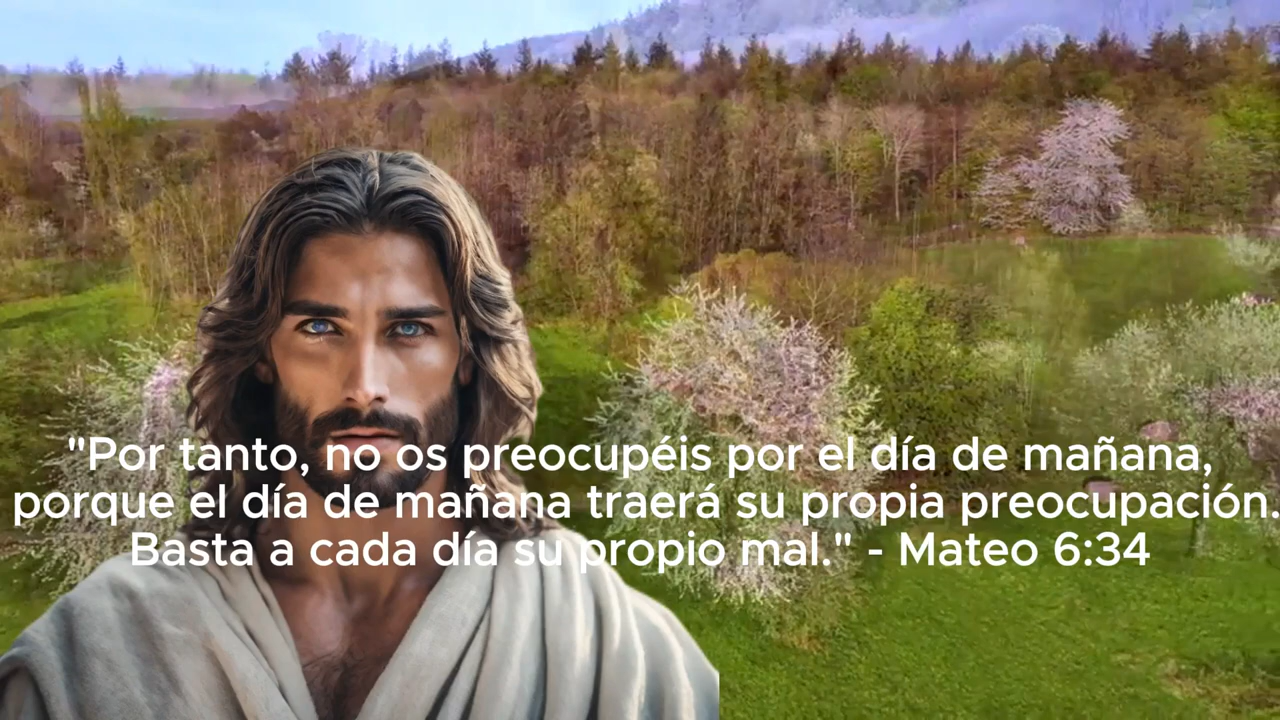 "Por tanto, no os preocupéis por el día de mañana,
porque el día de mañana traerá su propia preocupación.
Basta a cada día su propio mal." - Mateo 6:34